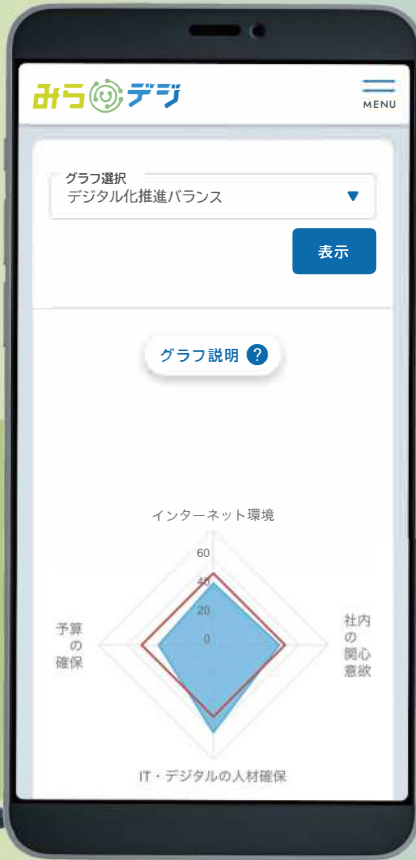 みらデジ
MENU
グラフ選択
デジタル化推進バランス
表示
グラフ説明 ?
インターネット環境
60
40
20
0
予算
の
確保
社内
の
関心
意欲
IT・デジタルの人材確保